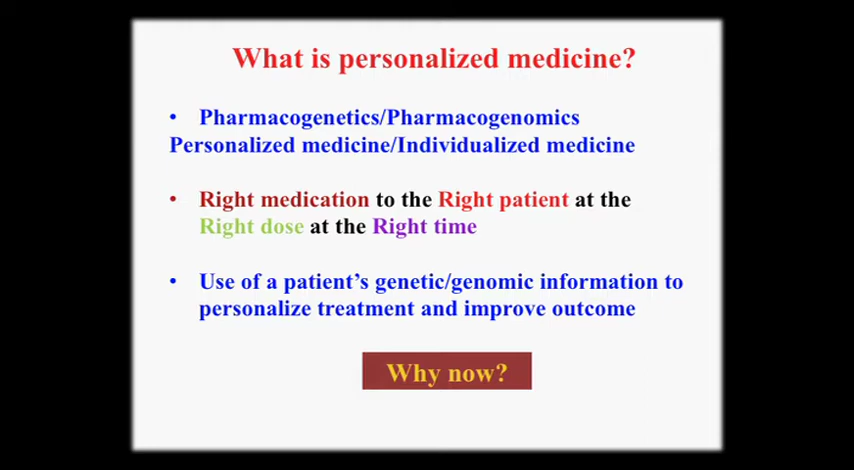 What is personalized medicine?
• Pharmacogenetics/Pharmacogenomics
Personalized medicine/Individualized medicine
• Right medication to the Right patient at the
Right dose at the Right time
• Use of a patient’s genetic/genomic information to
personalize treatment and improve outcome
Why now?